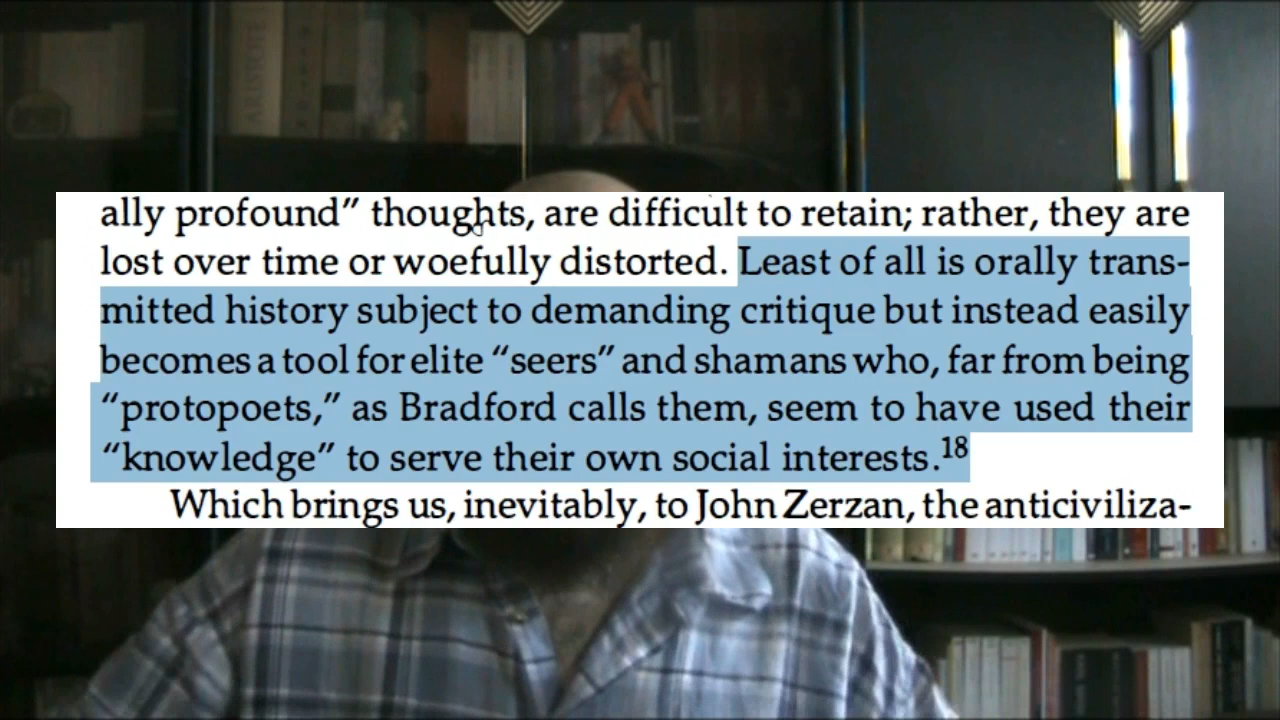 ally profound” thoughts, are difficult to retain; rather, they are
lost over time or woefully distorted. Least of all is orally trans-
mitted history subject to demanding critique but instead easily
becomes a tool for elite “seers” and shamans who, far from being
“protopoets,” as Bradford calls them, seem to have used their
“knowledge” to serve their own social interests.18
Which brings us, inevitably, to John Zerzan, the anticiviliza-